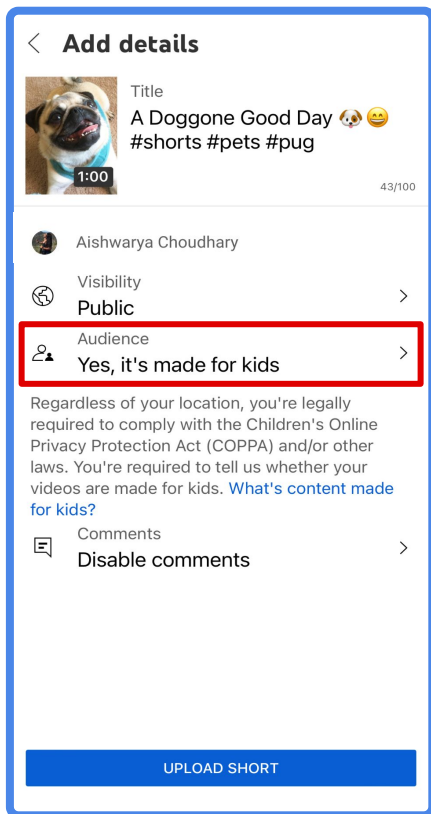 Add details
Title
A Doggone Good Day 🐶 😄
#shorts #pets #pug
1:00
43/100
Aishwarya Choudhary
Visibility
Public
Audience
Yes, it's made for kids
Regardless of your location, you're legally
required to comply with the Children's Online
Privacy Protection Act (COPPA) and/or other
laws. You're required to tell us whether your
videos are made for kids. What's content made
for kids?
Comments
Disable comments
UPLOAD SHORT